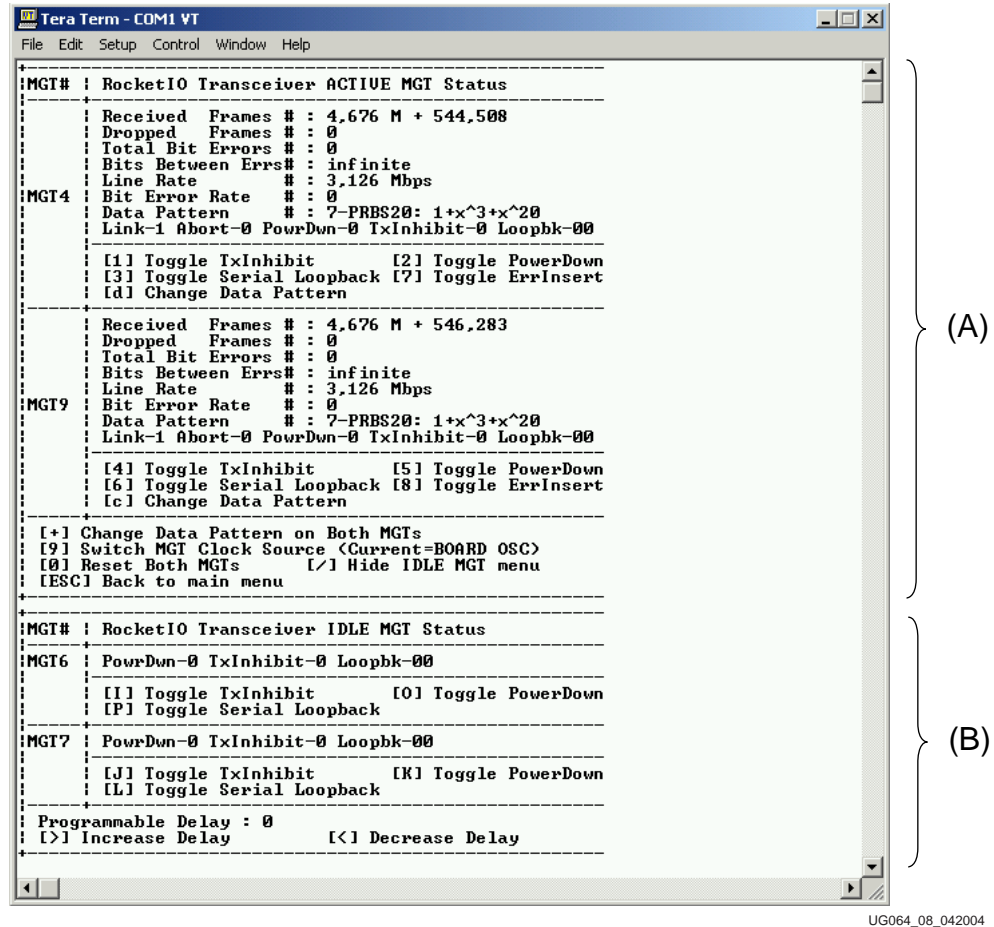 Tera Term - COM1 VT
File Edit Setup Control Window Help
MGT# | RocketIO Transceiver ACTIVE MGT Status
Received Frames # : 4,676 M + 544,508
Dropped Frames # : 0
Total Bit Errors # : 0
Bits Between Errs# : infinite
Line Rate # : 3,126 Mbps
MGT4 | Bit Error Rate # : 0
Data Pattern # : 7-PRBS20: 1+x^3+x^20
Link-1 Abort-0 PowrDwn-0 TxInhibit-0 Loopbk-00
[1] Toggle TxInhibit [2] Toggle PowerDown
[3] Toggle Serial Loopback [7] Toggle ErrInsert
[d] Change Data Pattern
Received Frames # : 4,676 M + 546,283
Dropped Frames # : 0
Total Bit Errors # : 0
Bits Between Errs# : infinite
Line Rate # : 3,126 Mbps
MGT9 | Bit Error Rate # : 0
Data Pattern # : 7-PRBS20: 1+x^3+x^20
Link-1 Abort-0 PowrDwn-0 TxInhibit-0 Loopbk-00
[4] Toggle TxInhibit [5] Toggle PowerDown
[6] Toggle Serial Loopback [8] Toggle ErrInsert
[c] Change Data Pattern
[+] Change Data Pattern on Both MGTs
[9] Switch MGT Clock Source (Current=BOARD OSC)
[0] Reset Both MGTs [/] Hide IDLE MGT menu
[ESC] Back to main menu
(A)
MGT# | RocketIO Transceiver IDLE MGT Status
MGT6 | PowrDwn-0 TxInhibit-0 Loopbk-00
[I] Toggle TxInhibit [O] Toggle PowerDown
[P] Toggle Serial Loopback
MGT7 | PowrDwn-0 TxInhibit-0 Loopbk-00
[J] Toggle TxInhibit [K] Toggle PowerDown
[L] Toggle Serial Loopback
Programmable Delay : 0
[>] Increase Delay [<] Decrease Delay
(B)
UG064_08_042004